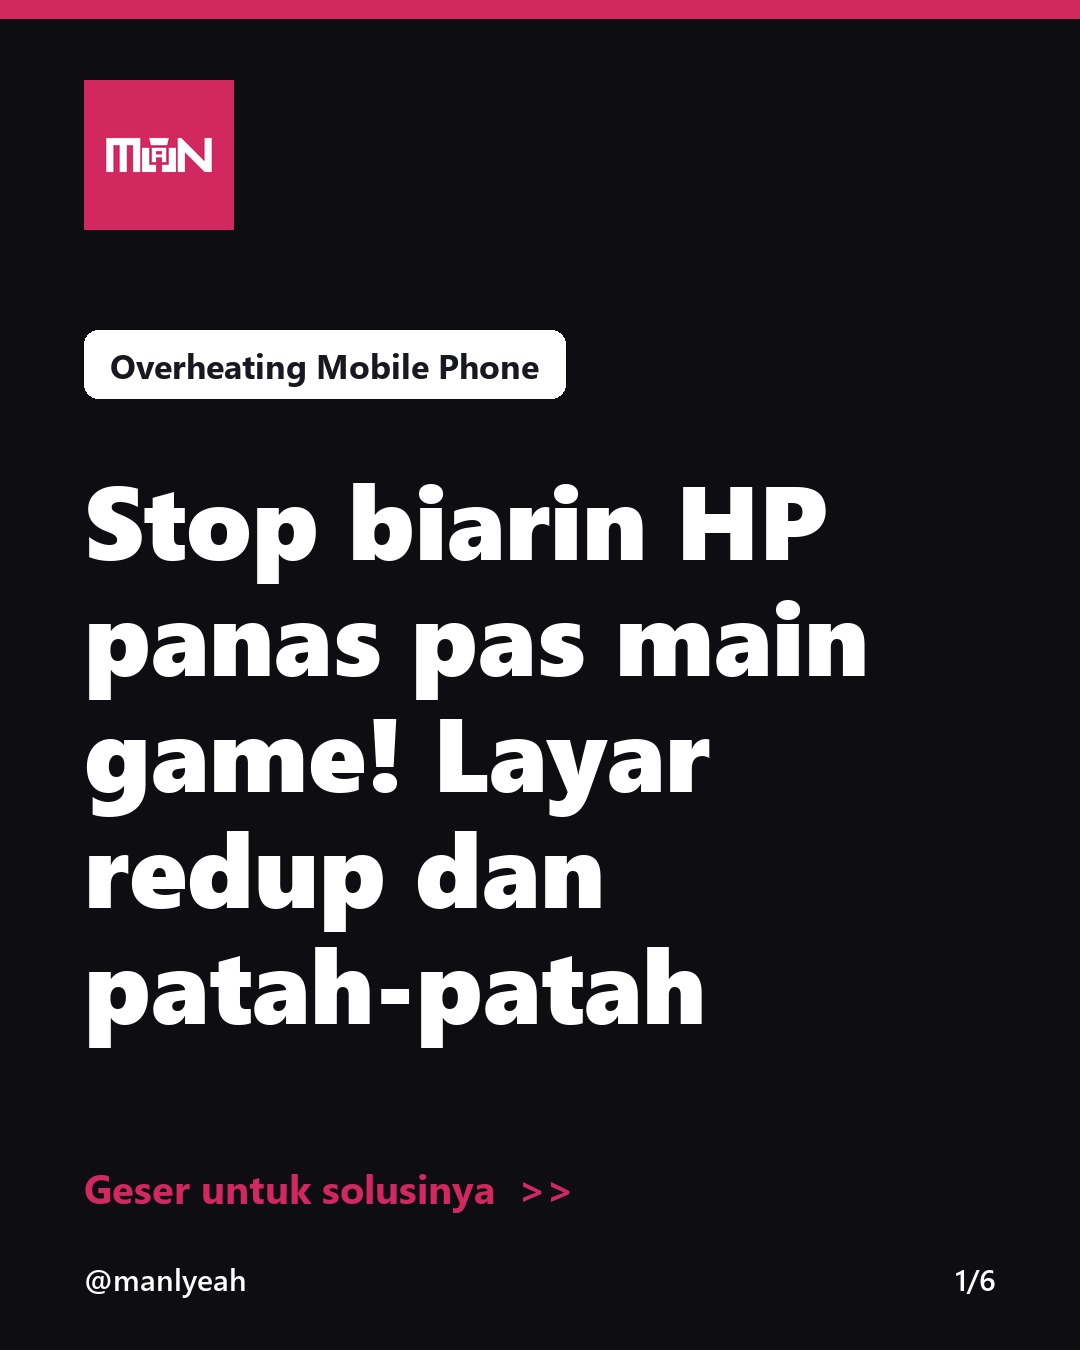 MAN
Overheating Mobile Phone
Stop biarin HP
panas pas main
game! Layar
redup dan
patah-patah
Geser untuk solusinya >>
@manlyeah
1/6